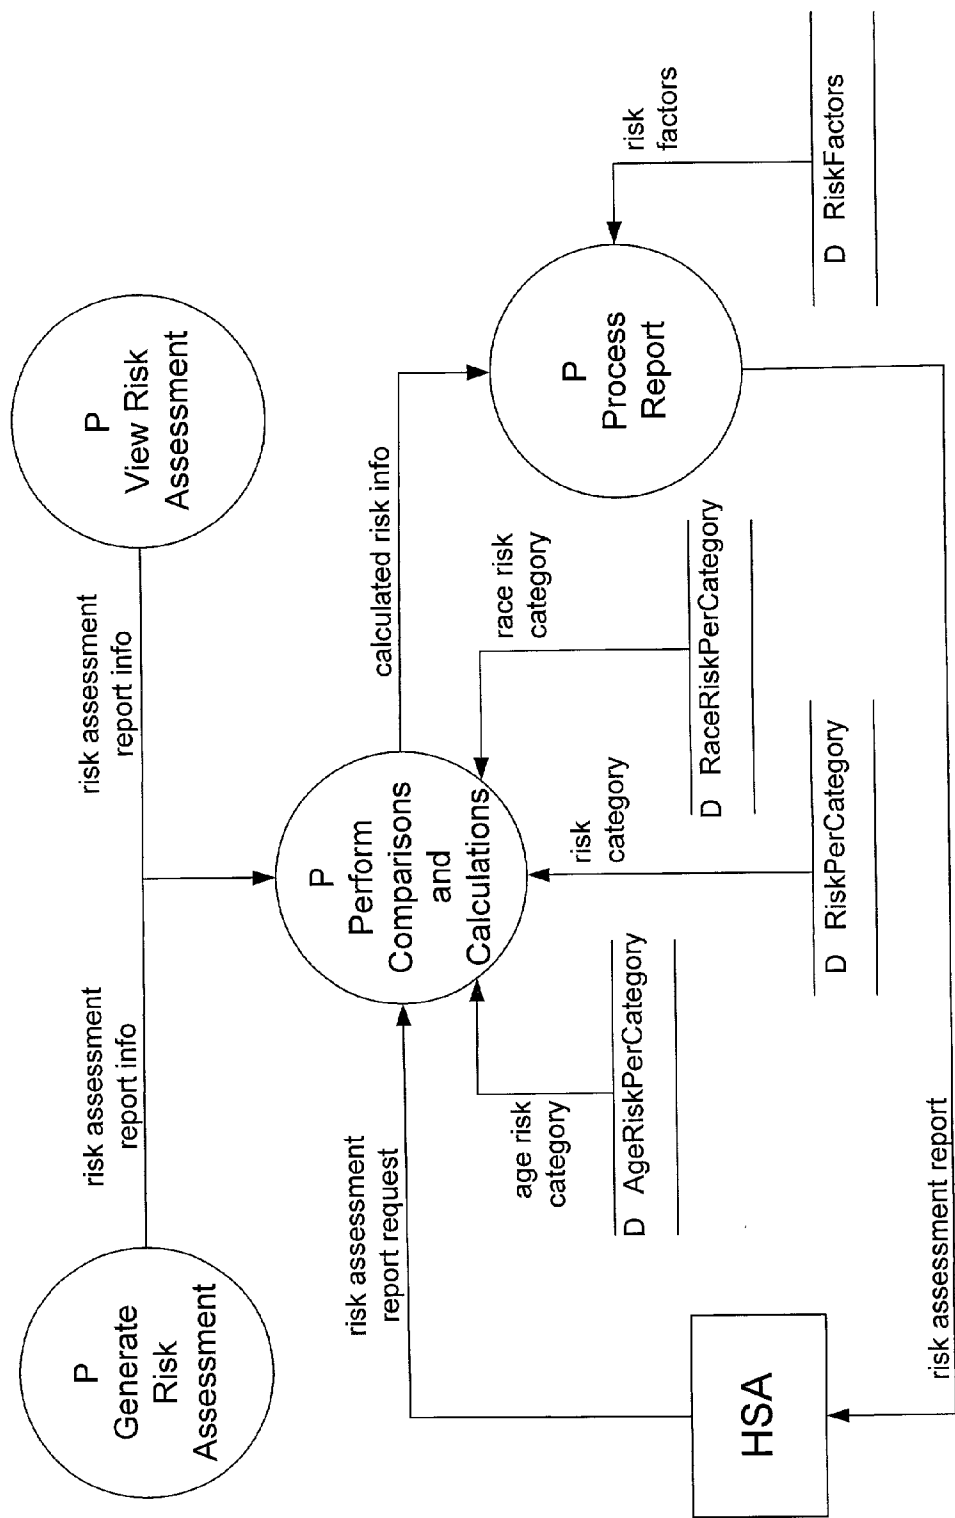 P
Generate
Risk
Assessment
risk assessment
report info
risk assessment
report info
P
View Risk
Assessment
risk assessment
report request
P
Perform
Comparisons
and
Calculations
calculated risk info
age risk
category
risk
category
race risk
category
P
Process
Report
risk
factors
HSA
D AgeRiskPerCategory
D RiskPerCategory
D RaceRiskPerCategory
D RiskFactors
risk assessment report